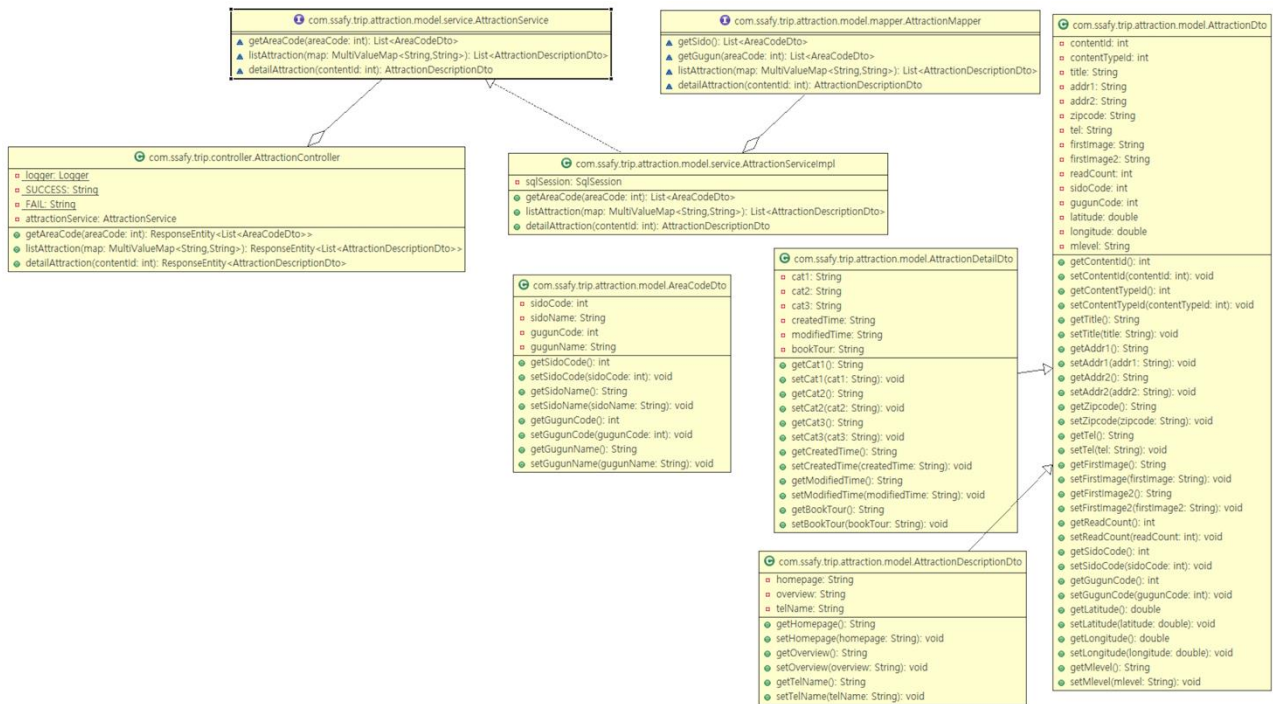 com.ssafy.trip.attraction.model.service.AttractionService
getAreaCode(areaCode: int): List<AreaCodeDto>
listAttraction(map: MultiValueMap<String,String>): List<AttractionDescriptionDto>
detailAttraction(contentId: int): AttractionDescriptionDto
com.ssafy.trip.attraction.model.mapper.AttractionMapper
getSido(): List<AreaCodeDto>
getGugun(areaCode: int): List<AreaCodeDto>
listAttraction(map: MultiValueMap<String,String>): List<AttractionDescriptionDto>
detailAttraction(contentId: int): AttractionDescriptionDto
com.ssafy.trip.controller.AttractionController
logger: Logger
SUCCESS: String
FAIL: String
attractionService: AttractionService
getAreaCode(areaCode: int): ResponseEntity<List<AreaCodeDto>>
listAttraction(map: MultiValueMap<String,String>): ResponseEntity<List<AttractionDescriptionDto>>
detailAttraction(contentId: int): ResponseEntity<AttractionDescriptionDto>
com.ssafy.trip.attraction.model.service.AttractionServiceImpl
sqlSession: SqlSession
getAreaCode(areaCode: int): List<AreaCodeDto>
listAttraction(map: MultiValueMap<String,String>): List<AttractionDescriptionDto>
detailAttraction(contentId: int): AttractionDescriptionDto
com.ssafy.trip.attraction.model.AreaCodeDto
sidoCode: int
sidoName: String
gugunCode: int
gugunName: String
getSidoCode(): int
setSidoCode(sidoCode: int): void
getSidoName(): String
setSidoName(sidoName: String): void
getGugunCode(): int
setGugunCode(gugunCode: int): void
getGugunName(): String
setGugunName(gugunName: String): void
com.ssafy.trip.attraction.model.AttractionDetailDto
cat1: String
cat2: String
cat3: String
createdTime: String
modifiedTime: String
bookTour: String
getCat1(): String
setCat1(cat1: String): void
getCat2(): String
setCat2(cat2: String): void
getCat3(): String
setCat3(cat3: String): void
getCreatedTime(): String
setCreatedTime(createdTime: String): void
getModifiedTime(): String
setModifiedTime(modifiedTime: String): void
getBookTour(): String
setBookTour(bookTour: String): void
com.ssafy.trip.attraction.model.AttractionDescriptionDto
homepage: String
overview: String
telName: String
getHomepage(): String
setHomepage(homepage: String): void
getOverview(): String
setOverview(overview: String): void
getTelName(): String
setTelName(telName: String): void
com.ssafy.trip.attraction.model.AttractionDto
contentId: int
contentTypeId: int
title: String
addr1: String
addr2: String
zipcode: String
tel: String
firstImage: String
firstImage2: String
readCount: int
sidoCode: int
gugunCode: int
latitude: double
longitude: double
mlevel: String
getContentId(): int
setContentId(contentId: int): void
getContentTypeId(): int
setContentTypeId(contentTypeId: int): void
getTitle(): String
setTitle(title: String): void
getAddr1(): String
setAddr1(addr1: String): void
getAddr2(): String
setAddr2(addr2: String): void
getZipcode(): String
setZipcode(zipcode: String): void
getTel(): String
setTel(tel: String): void
getFirstImage(): String
setFirstImage(firstImage: String): void
getFirstImage2(): String
setFirstImage2(firstImage2: String): void
getReadCount(): int
setReadCount(readCount: int): void
getSidoCode(): int
setSidoCode(sidoCode: int): void
getGugunCode(): int
setGugunCode(gugunCode: int): void
getLatitude(): double
setLatitude(latitude: double): void
getLongitude(): double
setLongitude(longitude: double): void
getMlevel(): String
setMlevel(mlevel: String): void